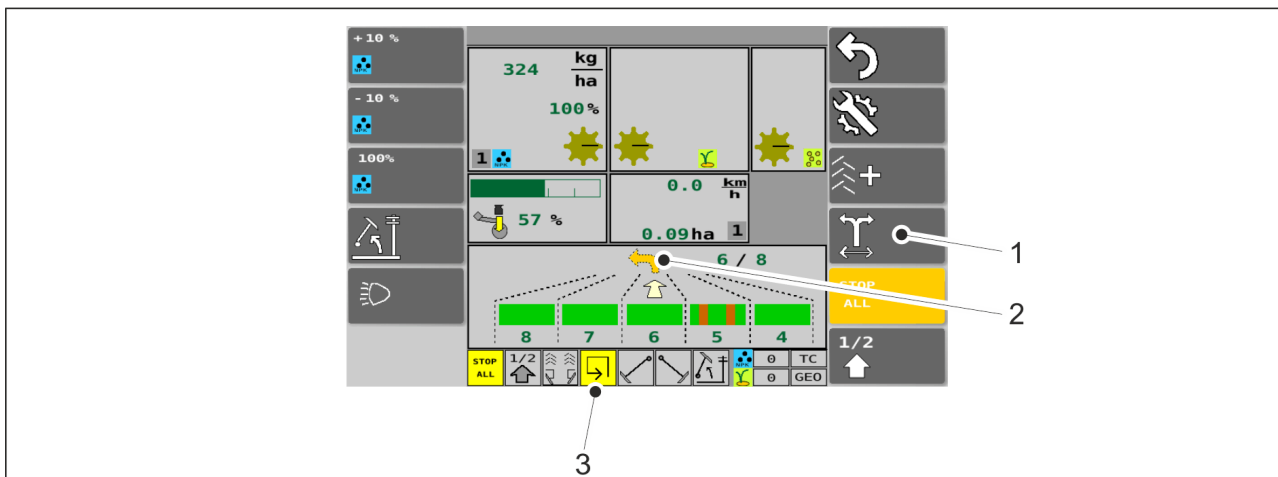 +10 %
NPK
- 10 %
NPK
100%
NPK
324 kg
ha
100%
1 NPK
57 %
0.0 km
h
0.09ha 1
6 / 8
8 7 6 5 4
STOP
ALL
1/2
STOP
ALL
1/2
NPK 0 TC
0 GEO
1
2
3